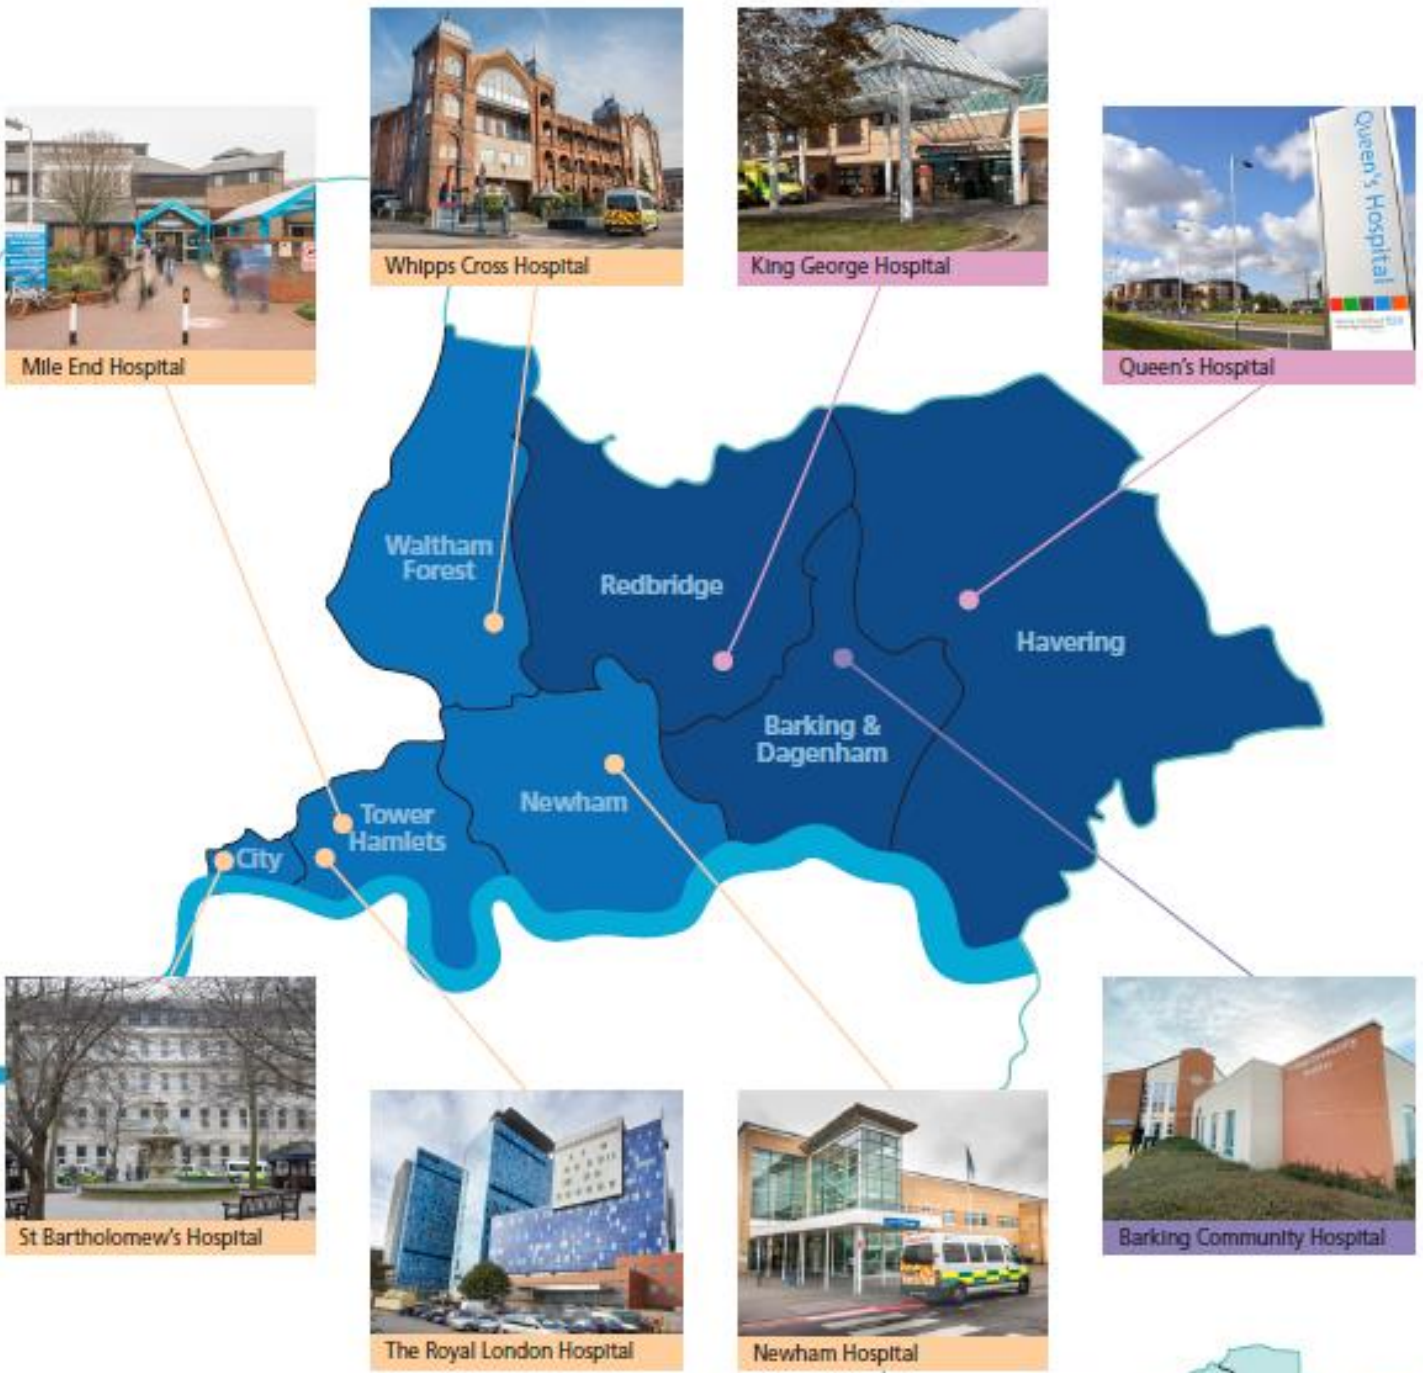 Whipps Cross Hospital
King George Hospital
Queen's Hospital
Mile End Hospital
Queen's Hospital
Waltham
Forest
Redbridge
Havering
Barking &
Dagenham
Newham
Tower
Hamlets
City
St Bartholomew's Hospital
Barking Community Hospital
The Royal London Hospital
Newham Hospital